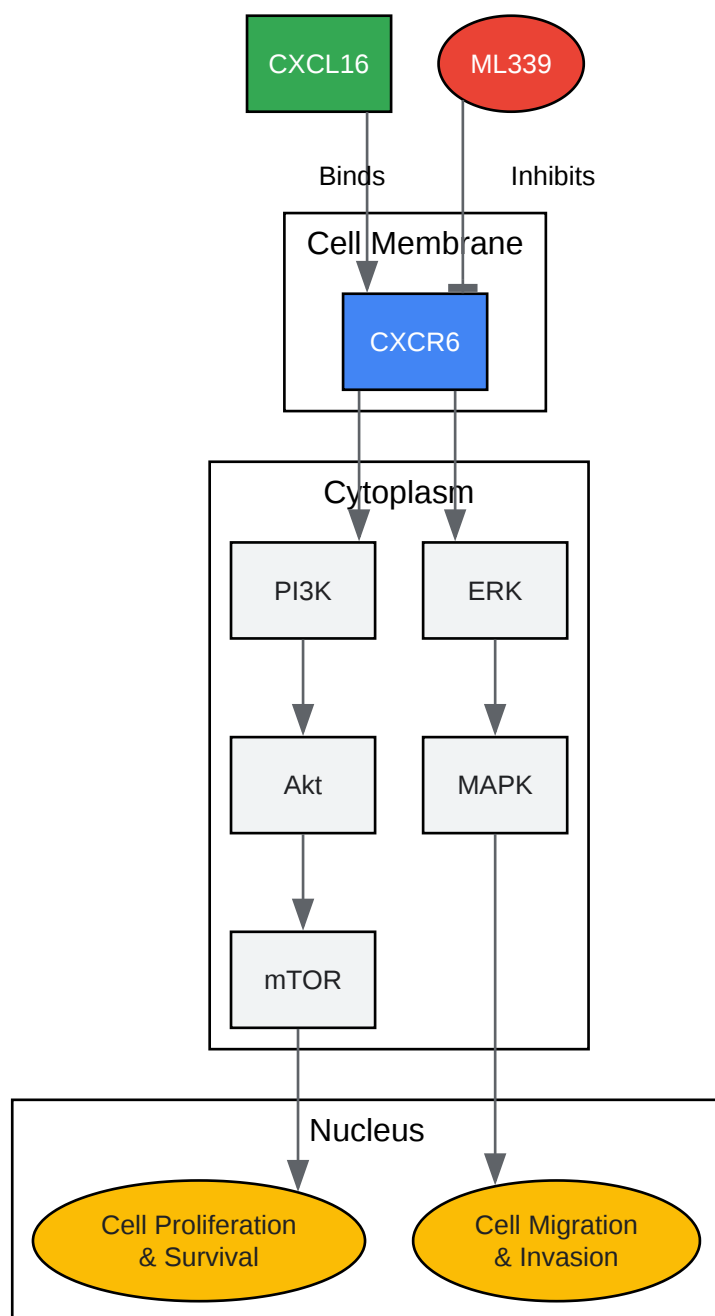 CXCL16
ML339
Binds
Inhibits
Cell Membrane
CXCR6
Cytoplasm
PI3K
ERK
Akt
MAPK
mTOR
Nucleus
Cell Proliferation
& Survival
Cell Migration
& Invasion